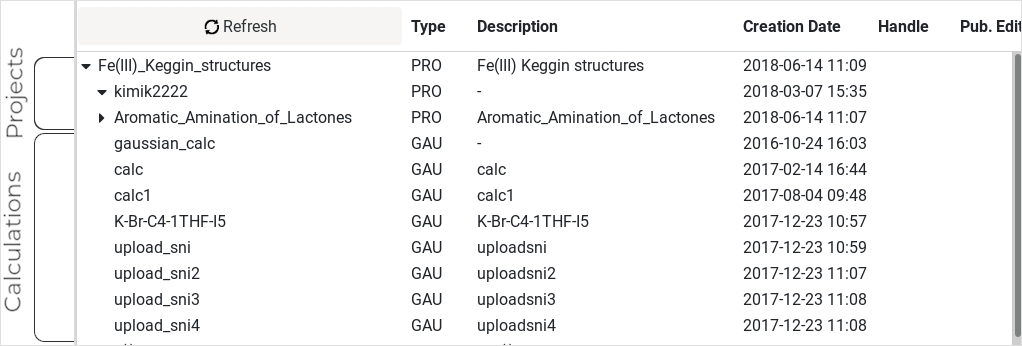 Refresh Type Description Creation Date Handle Pub. Edit
Projects
Calculations
Fe(III)_Keggin_structures PRO Fe(III) Keggin structures 2018-06-14 11:09
kimik2222 PRO - 2018-03-07 15:35
Aromatic_Amination_of_Lactones PRO Aromatic_Amination_of_Lactones 2018-06-14 11:07
gaussian_calc GAU - 2016-10-24 16:03
calc GAU calc 2017-02-14 16:44
calc1 GAU calc1 2017-08-04 09:48
K-Br-C4-1THF-I5 GAU K-Br-C4-1THF-I5 2017-12-23 10:57
upload_sni GAU uploadsni 2017-12-23 10:59
upload_sni2 GAU uploadsni2 2017-12-23 11:07
upload_sni3 GAU uploadsni3 2017-12-23 11:08
upload_sni4 GAU uploadsni4 2017-12-23 11:08